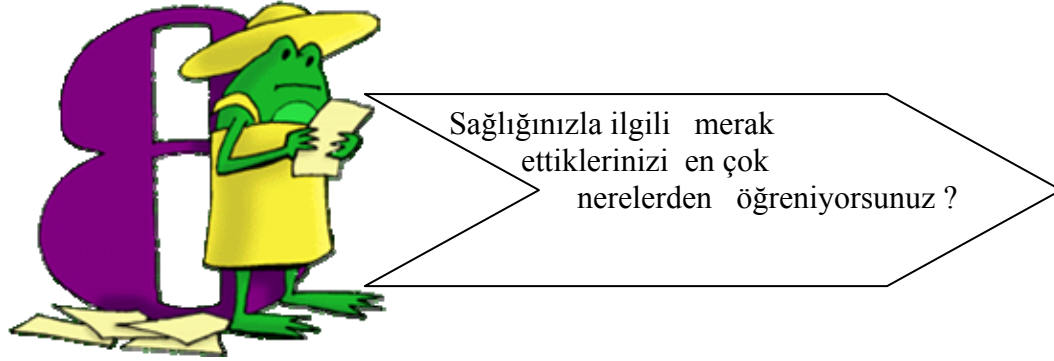 Sağlığınızla ilgili merak
ettiklerinizi en çok
nerelerden öğreniyorsunuz ?